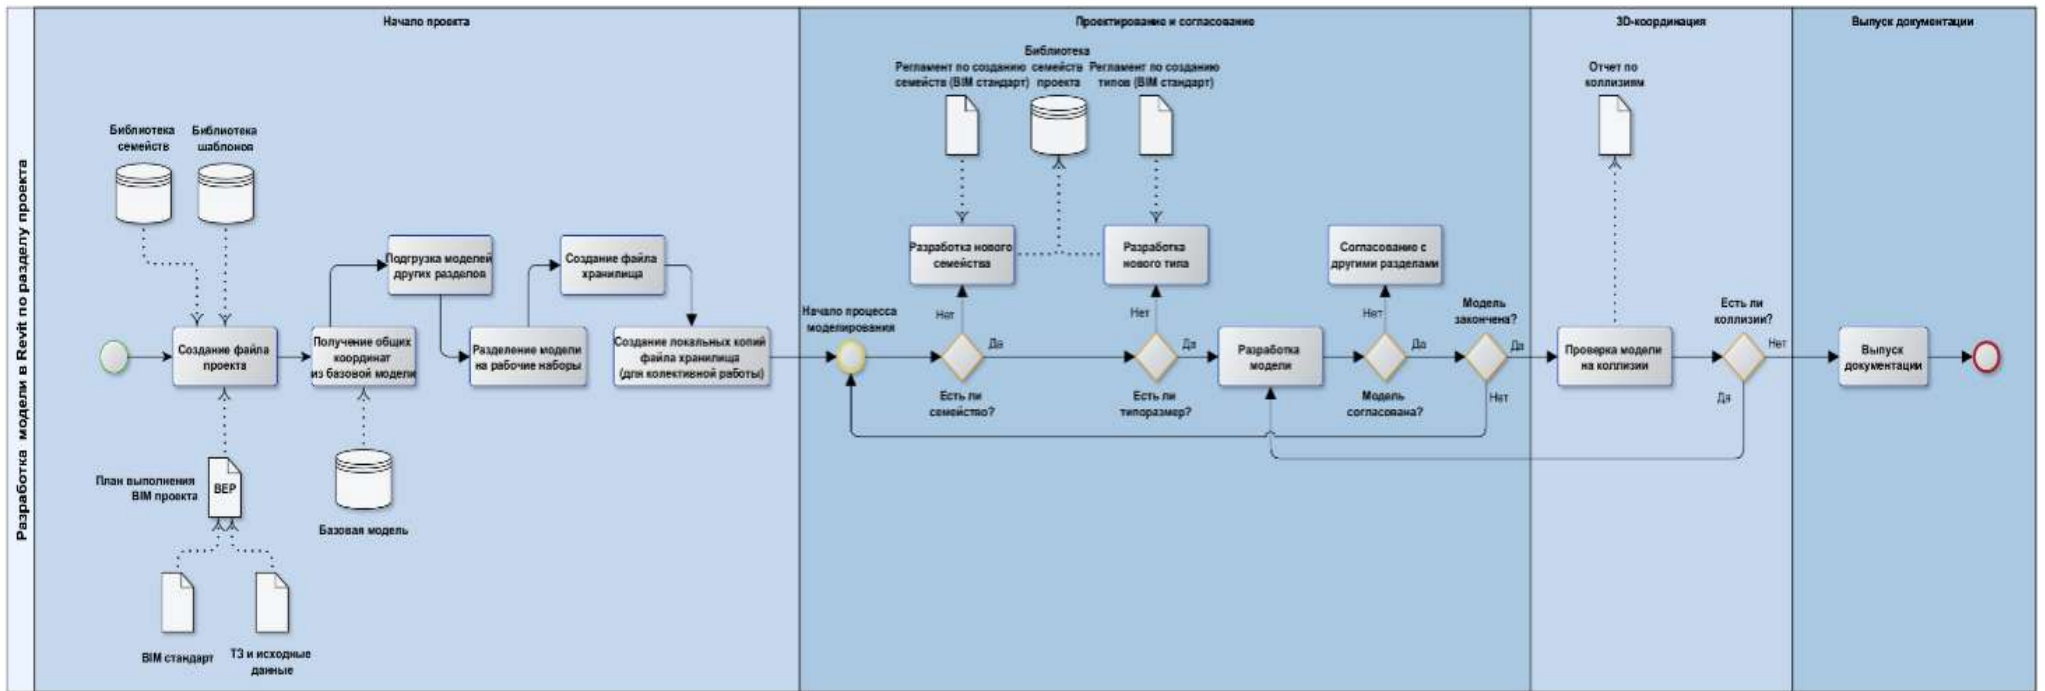 Разработка модели в Revit по разделу проекта
Начало проекта
Проектирование и согласование
3D-координация
Выпуск документации
Библиотека
семейств
Библиотека
шаблонов
Создание файла
проекта
План выполнения
BIM проекта
BEP
BIM стандарт
ТЗ и исходные
данные
Получение общих
координат
из базовой модели
Базовая модель
Подгрузка моделей
других разделов
Разделение модели
на рабочие наборы
Создание файла
хранилища
Создание локальных копий
файла хранилища
(для колективной работы)
Начало процесса
моделирования
Регламент по созданию
семейств (BIM стандарт)
Библиотека
семейств
проекта
Регламент по созданию
типов (BIM стандарт)
Разработка нового
семейства
Нет
Да
Есть ли
семейство?
Разработка
нового типа
Нет
Да
Есть ли
типоразмер?
Разработка
модели
Согласование с
другими разделами
Нет
Да
Модель
согласована?
Модель
закончена?
Да
Нет
Отчет по
коллизиям
Проверка модели
на коллизии
Есть ли
коллизии?
Нет
Да
Выпуск
документации